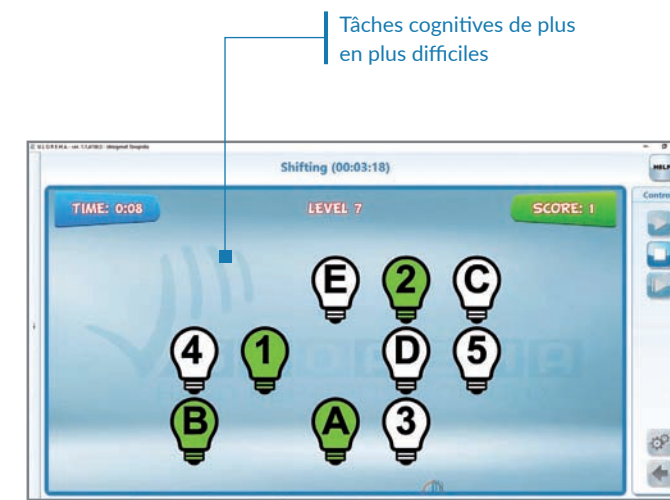 Tâches cognitives de plus
en plus difficiles
Shifting (00:03:18)
HELP
TIME: 0:08
LEVEL 7
SCORE: 1
E 2 C
4 1 D 5
B A 3